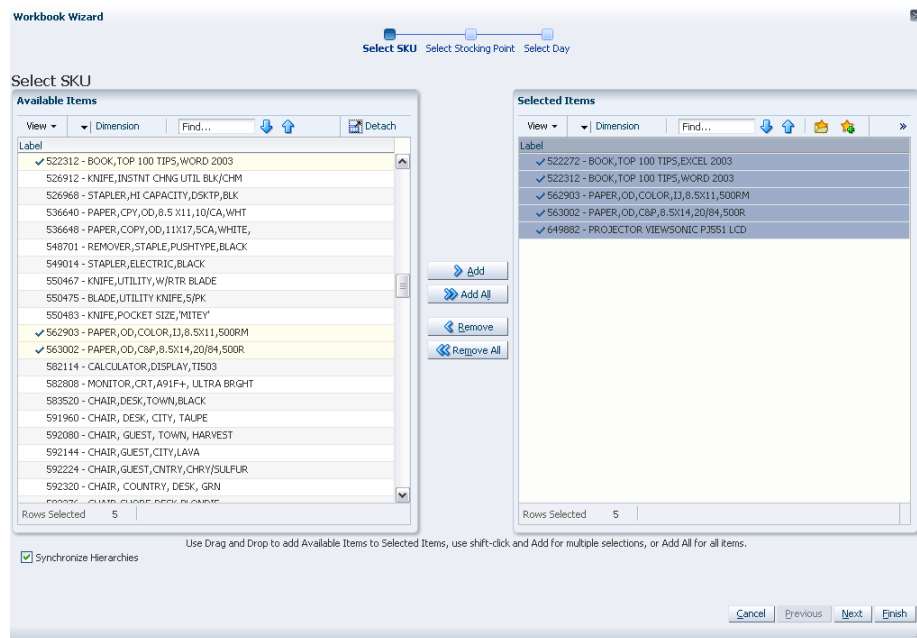 Workbook Wizard
Select SKU Select Stocking Point Select Day
Select SKU
Available Items
View Dimension Find... Detach
Label
522312 - BOOK,TOP 100 TIPS,WORD 2003
526912 - KNIFE,INSTNT CHNG UTIL BLK/CHM
526968 - STAPLER,HI CAPACITY,DSKTP,BLK
536640 - PAPER,CPY,OD,8.5 X11,10/CA,WHT
536648 - PAPER,COPY,OD,11X17,5CA,WHITE,
548701 - REMOVER,STAPLE,PUSHTYPE,BLACK
549014 - STAPLER,ELECTRIC,BLACK
550467 - KNIFE,UTILITY,W/RTR BLADE
550475 - BLADE,UTILITY KNIFE,5/PK
550483 - KNIFE,POCKET SIZE,'MITEY'
562903 - PAPER,OD,COLOR,IJ,8.5X11,500RM
563002 - PAPER,OD,C&P,8.5X14,20/84,500R
582114 - CALCULATOR,DISPLAY,TI503
582808 - MONITOR,CRT,A91F+, ULTRA BRGHT
583520 - CHAIR,DESK,TOWN,BLACK
591960 - CHAIR, DESK, CITY, TAUPE
592080 - CHAIR, GUEST, TOWN, HARVEST
592144 - CHAIR,GUEST,CITY,LAVA
592224 - CHAIR,GUEST,CNTRY,CHRY/SULFUR
592320 - CHAIR, COUNTRY, DESK, GRN
Rows Selected 5
Add
Add All
Remove
Remove All
Selected Items
View Dimension Find... »
Label
522272 - BOOK,TOP 100 TIPS,EXCEL 2003
522312 - BOOK,TOP 100 TIPS,WORD 2003
562903 - PAPER,OD,COLOR,IJ,8.5X11,500RM
563002 - PAPER,OD,C&P,8.5X14,20/84,500R
649882 - PROJECTOR VIEWSONIC PJ551 LCD
Rows Selected 5
Use Drag and Drop to add Available Items to Selected Items, use shift-click and Add for multiple selections, or Add All for all items.
Synchronize Hierarchies
Cancel Previous Next Finish